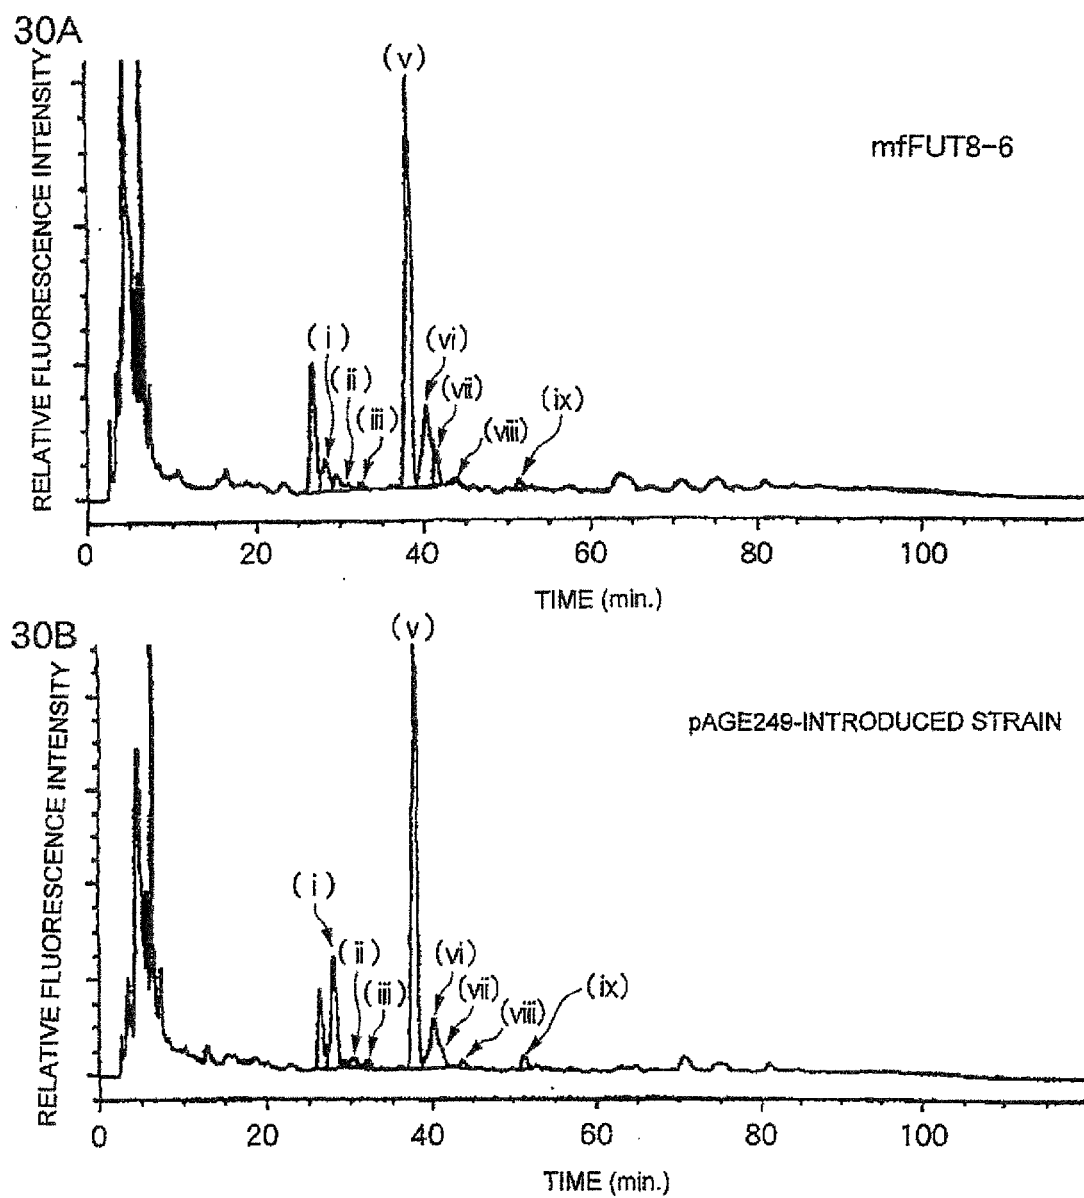 30A
RELATIVE FLUORESCENCE INTENSITY
(v)
mfFUT8-6
(i)
(ii)
(iii)
(vi)
(vii)
(viii)
(ix)
0 20 40 60 80 100
TIME (min.)
30B
RELATIVE FLUORESCENCE INTENSITY
(v)
pAGE249-INTRODUCED STRAIN
(i)
(ii)
(iii)
(vi)
(vii)
(viii)
(ix)
0 20 40 60 80 100
TIME (min.)